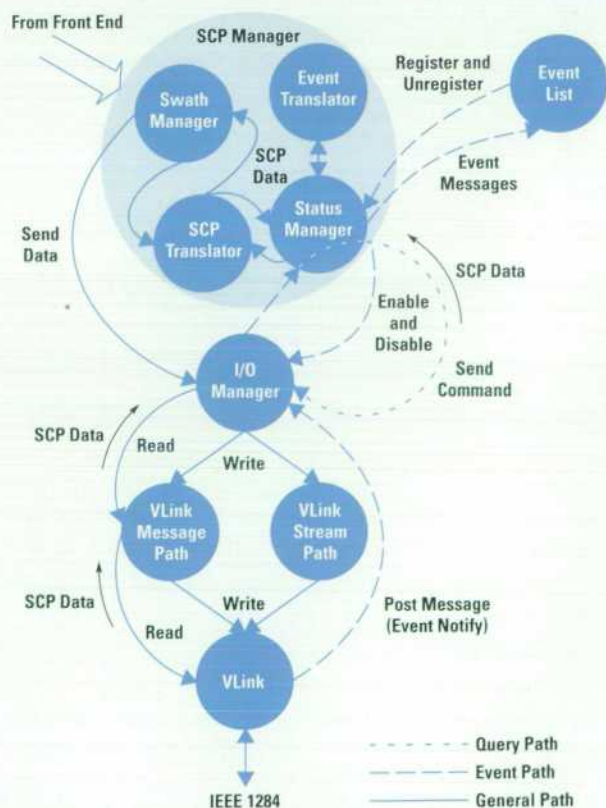 From Front End
SCP Manager
Swath
Manager
Event
Translator
Register and
Unregister
Event
List
SCP
Data
Event
Messages
Send
Data
SCP
Translator
Status
Manager
SCP Data
Enable
and
Disable
Send
Command
I/O
Manager
SCP Data
Read
Write
VLink
Message
Path
VLink
Stream
Path
SCP Data
Read
Write
Post Message
(Event Notify)
VLink
IEEE 1284
Query Path
Event Path
General Path